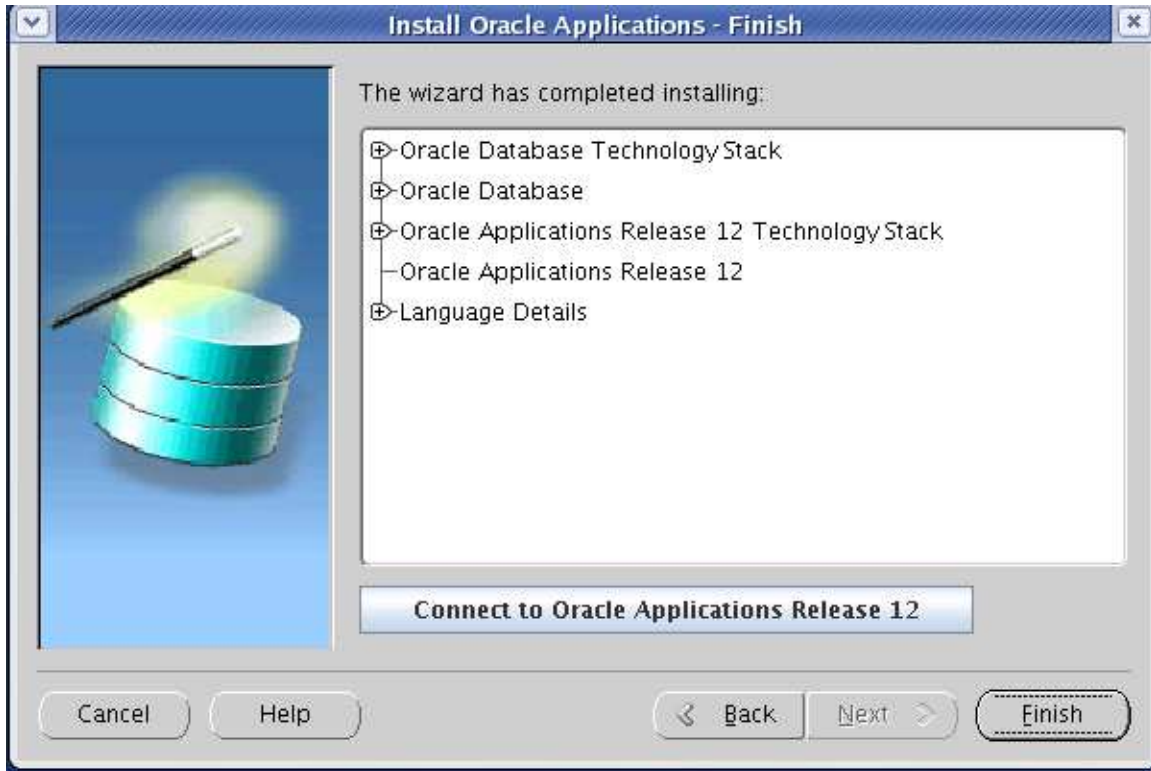 Install Oracle Applications - Finish
The wizard has completed installing:
Oracle Database Technology Stack
Oracle Database
Oracle Applications Release 12 Technology Stack
Oracle Applications Release 12
Language Details
Connect to Oracle Applications Release 12
Cancel Help Back Next Finish